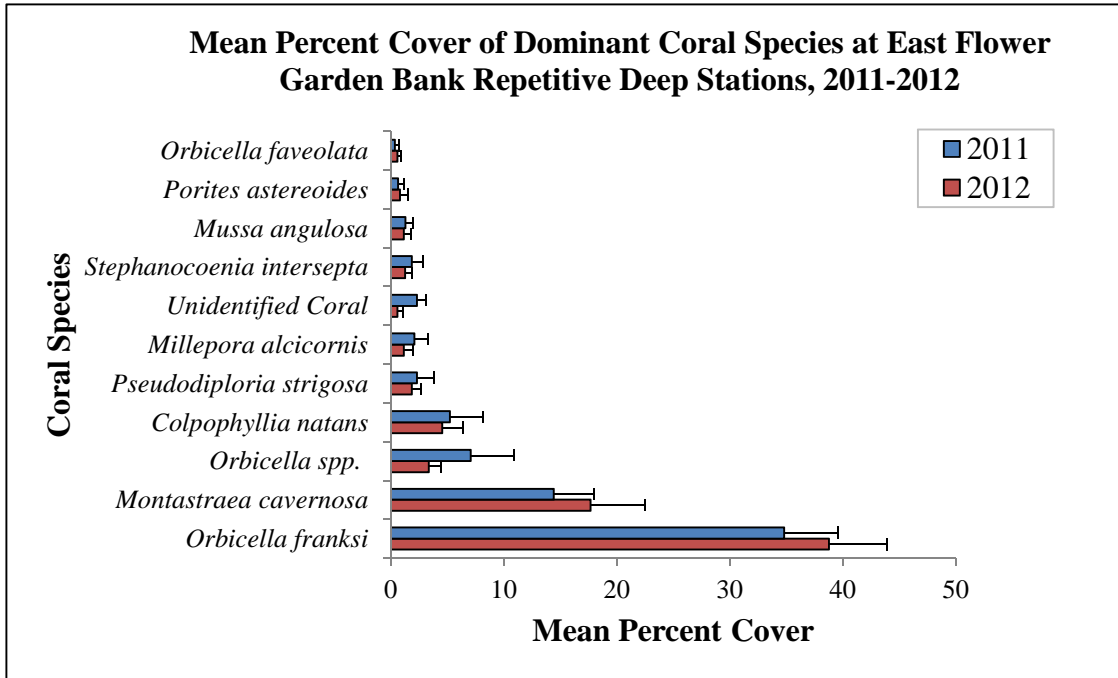 Mean Percent Cover of Dominant Coral Species at East Flower
Garden Bank Repetitive Deep Stations, 2011-2012
2011
2012
Coral Species
Orbicella faveolata
Porites astereoides
Mussa angulosa
Stephanocoenia intersepta
Unidentified Coral
Millepora alcicornis
Pseudodiploria strigosa
Colpophyllia natans
Orbicella spp.
Montastraea cavernosa
Orbicella franksi
0 10 20 30 40 50
Mean Percent Cover